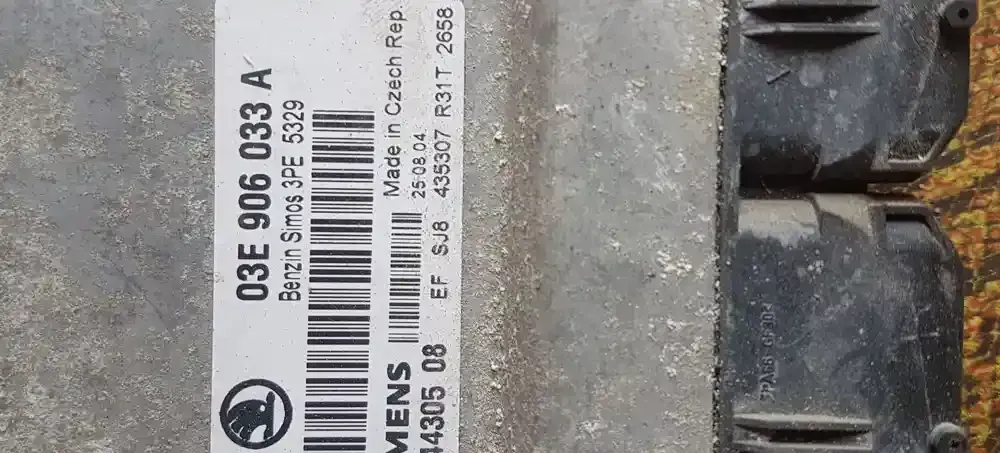 03E 906 033 A
Benzin Simos 3PE 5329
Made in Czech Rep.
25.08.04
EF SJ8 435307 R31T 2658
MENS
44305 08